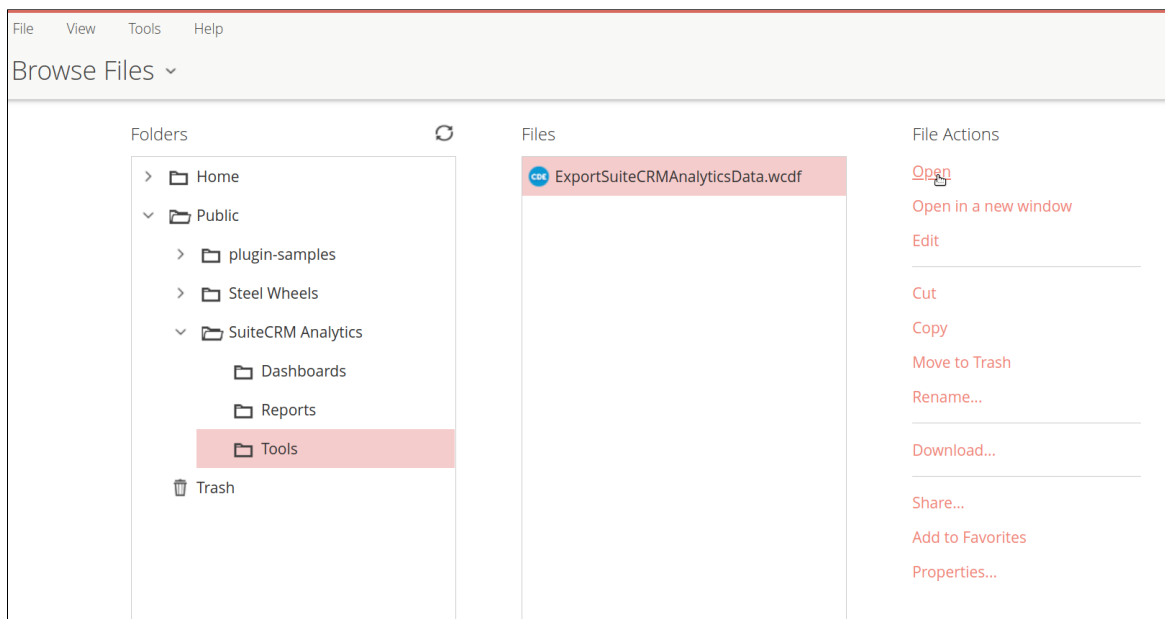 File View Tools Help
Browse Files
Folders
Home
Public
plugin-samples
Steel Wheels
SuiteCRM Analytics
Dashboards
Reports
Tools
Trash
Files
CDE ExportSuiteCRMAnalyticsData.wcdf
File Actions
Open
Open in a new window
Edit
Cut
Copy
Move to Trash
Rename...
Download...
Share...
Add to Favorites
Properties...